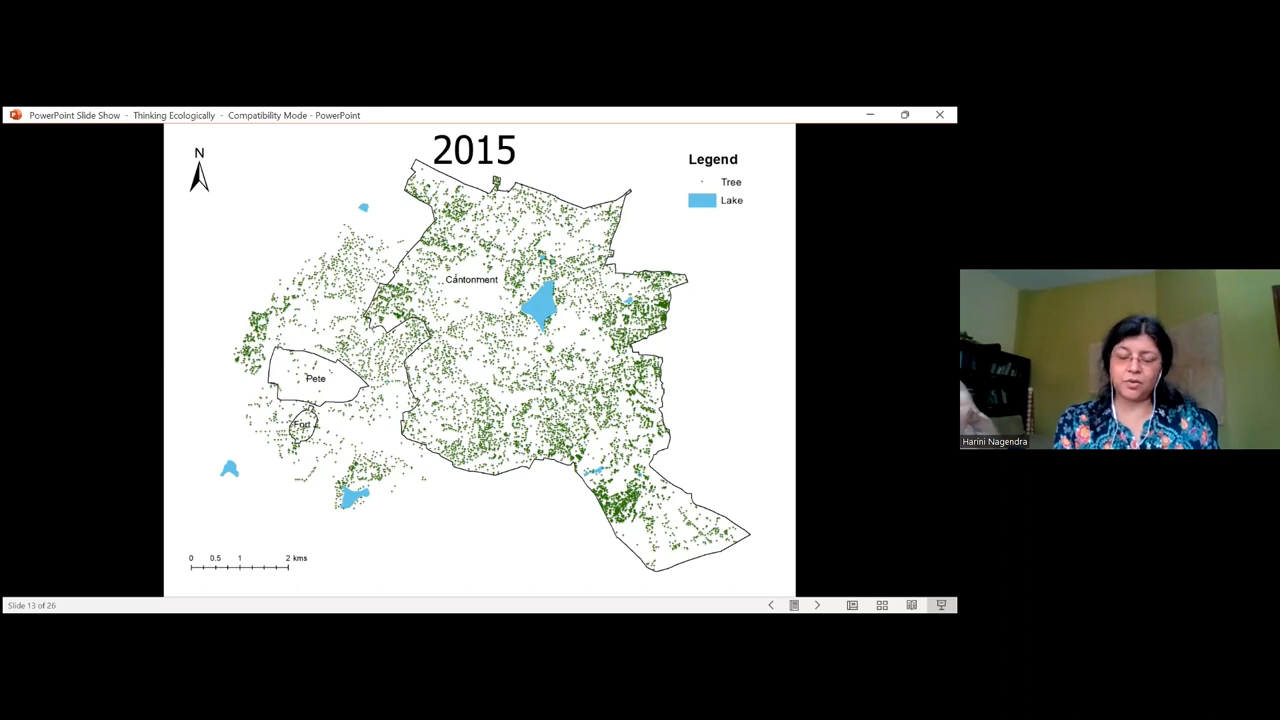 PowerPoint Slide Show - Thinking Ecologically - Compatibility Mode - PowerPoint
2015
N
Legend
Tree
Lake
Cantonment
Pete
Fort
0 0.5 1 2 kms
Harini Nagendra
Slide 13 of 26